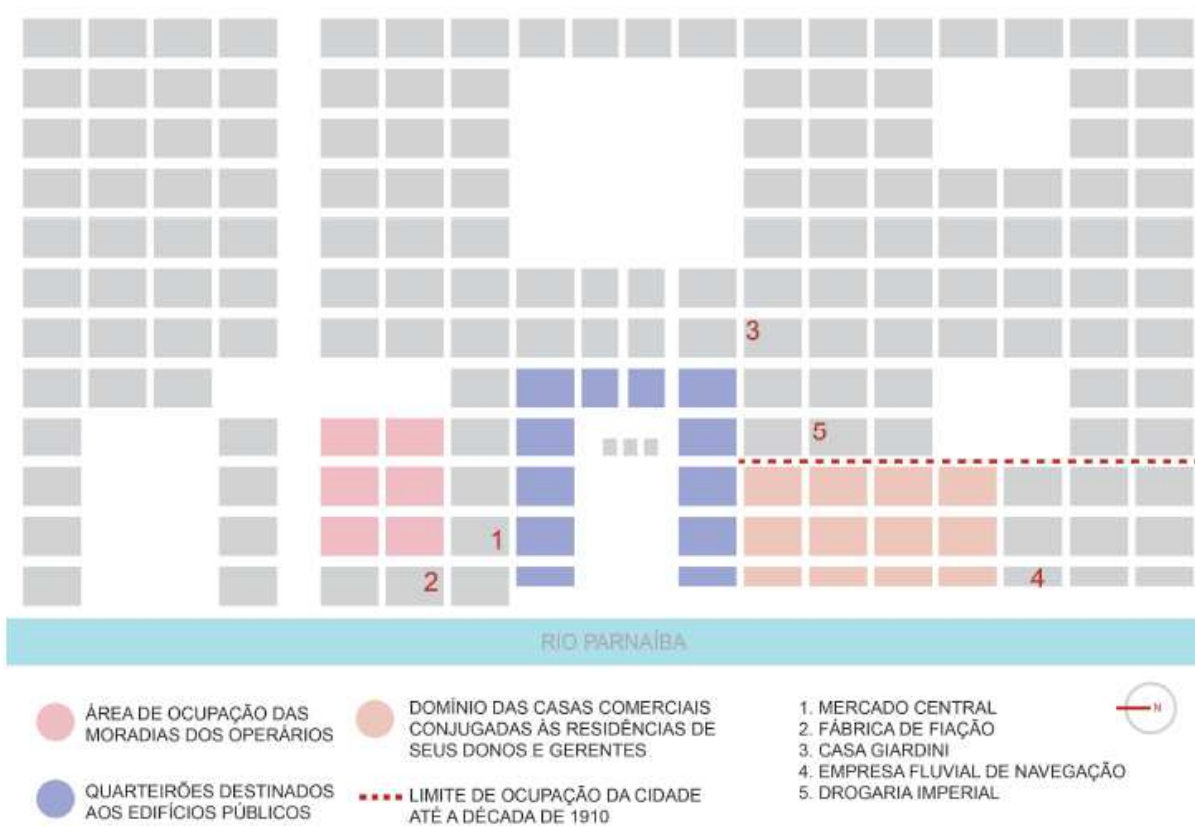 3
5
1
2
4
RIO PARNAÍBA
ÁREA DE OCUPAÇÃO DAS
MORADIAS DOS OPERÁRIOS
QUARTEIRÕES DESTINADOS
AOS EDIFÍCIOS PÚBLICOS
DOMÍNIO DAS CASAS COMERCIAIS
CONJUGADAS ÀS RESIDÊNCIAS DE
SEUS DONOS E GERENTES
LIMITE DE OCUPAÇÃO DA CIDADE
ATÉ A DÉCADA DE 1910
1. MERCADO CENTRAL
2. FÁBRICA DE FIAÇÃO
3. CASA GIARDINI
4. EMPRESA FLUVIAL DE NAVEGAÇÃO
5. DROGARIA IMPERIAL
N